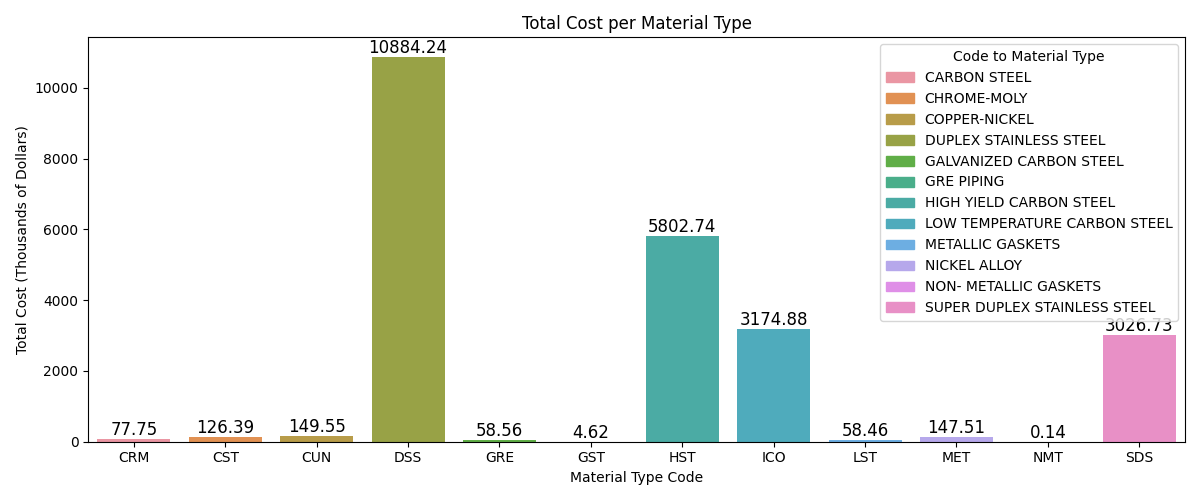 Total Cost per Material Type
Total Cost (Thousands of Dollars)
10000
8000
6000
4000
2000
0
77.75
126.39
149.55
10884.24
58.56
4.62
5802.74
3174.88
58.46
147.51
0.14
3026.73
CRM
CST
CUN
DSS
GRE
GST
HST
ICO
LST
MET
NMT
SDS
Material Type Code
Code to Material Type
CARBON STEEL
CHROME-MOLY
COPPER-NICKEL
DUPLEX STAINLESS STEEL
GALVANIZED CARBON STEEL
GRE PIPING
HIGH YIELD CARBON STEEL
LOW TEMPERATURE CARBON STEEL
METALLIC GASKETS
NICKEL ALLOY
NON- METALLIC GASKETS
SUPER DUPLEX STAINLESS STEEL